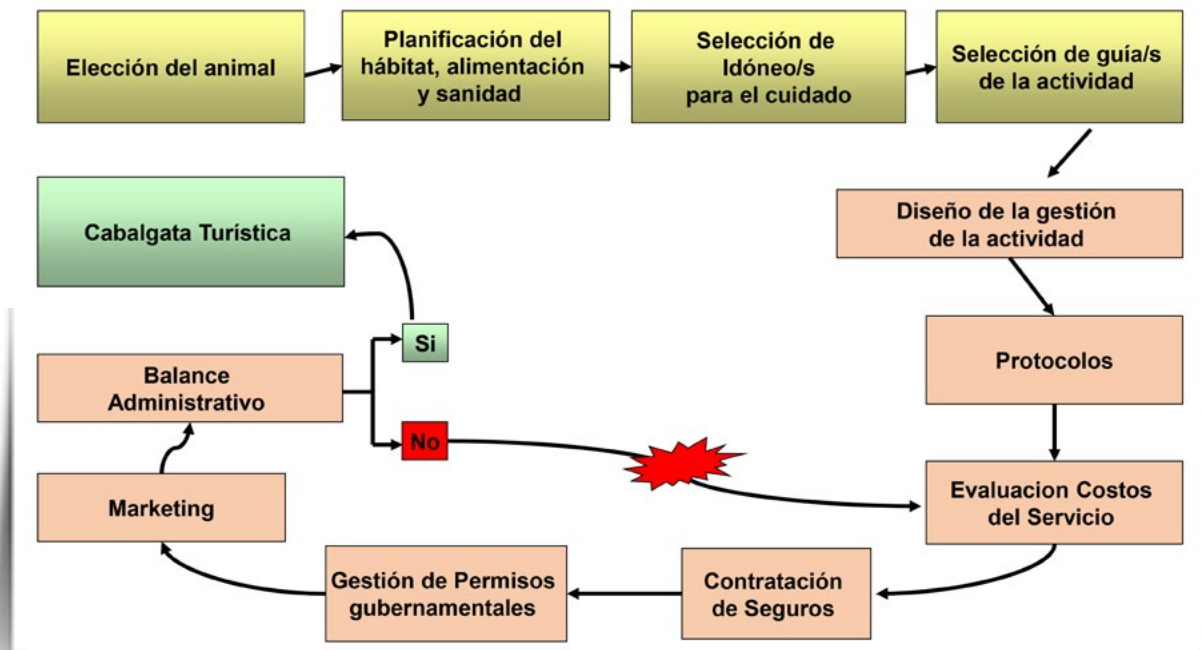 Elección del animal
Planificación del
hábitat, alimentación
y sanidad
Selección de
Idóneo/s
para el cuidado
Selección de guía/s
de la actividad
Diseño de la gestión
de la actividad
Cabalgata Turística
Si
Protocolos
Balance
Administrativo
No
Evaluacion Costos
del Servicio
Marketing
Gestión de Permisos
gubernamentales
Contratación
de Seguros